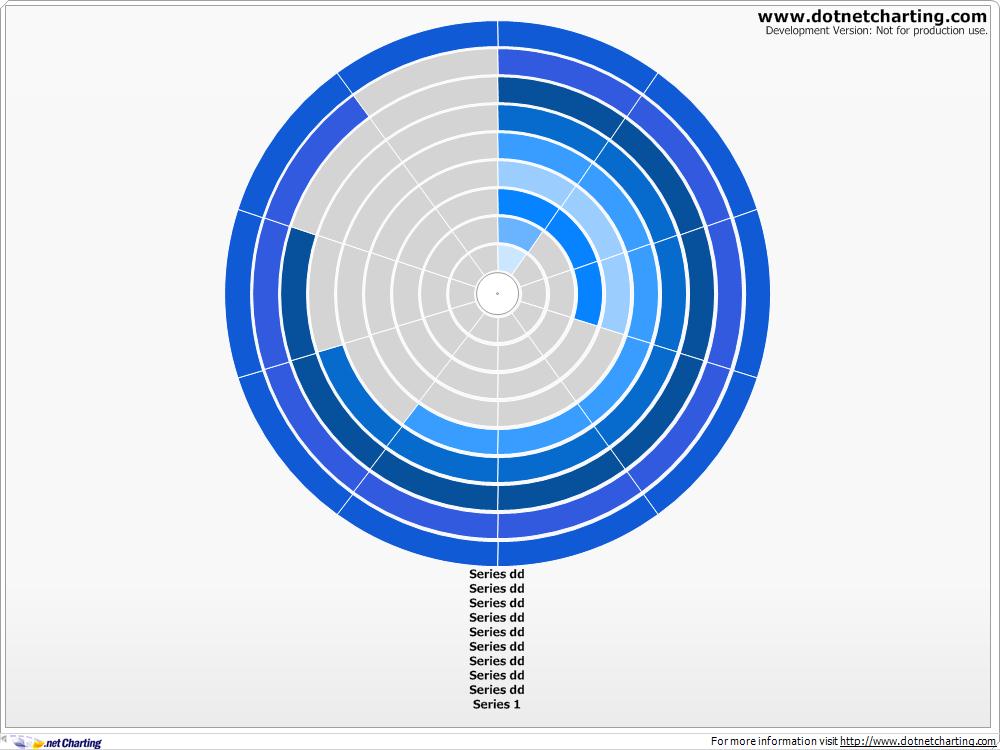 www.dotnetcharting.com
Development Version: Not for production use.
Series dd
Series dd
Series dd
Series dd
Series dd
Series dd
Series dd
Series dd
Series dd
Series 1
.net Charting
For more information visit http://www.dotnetcharting.com